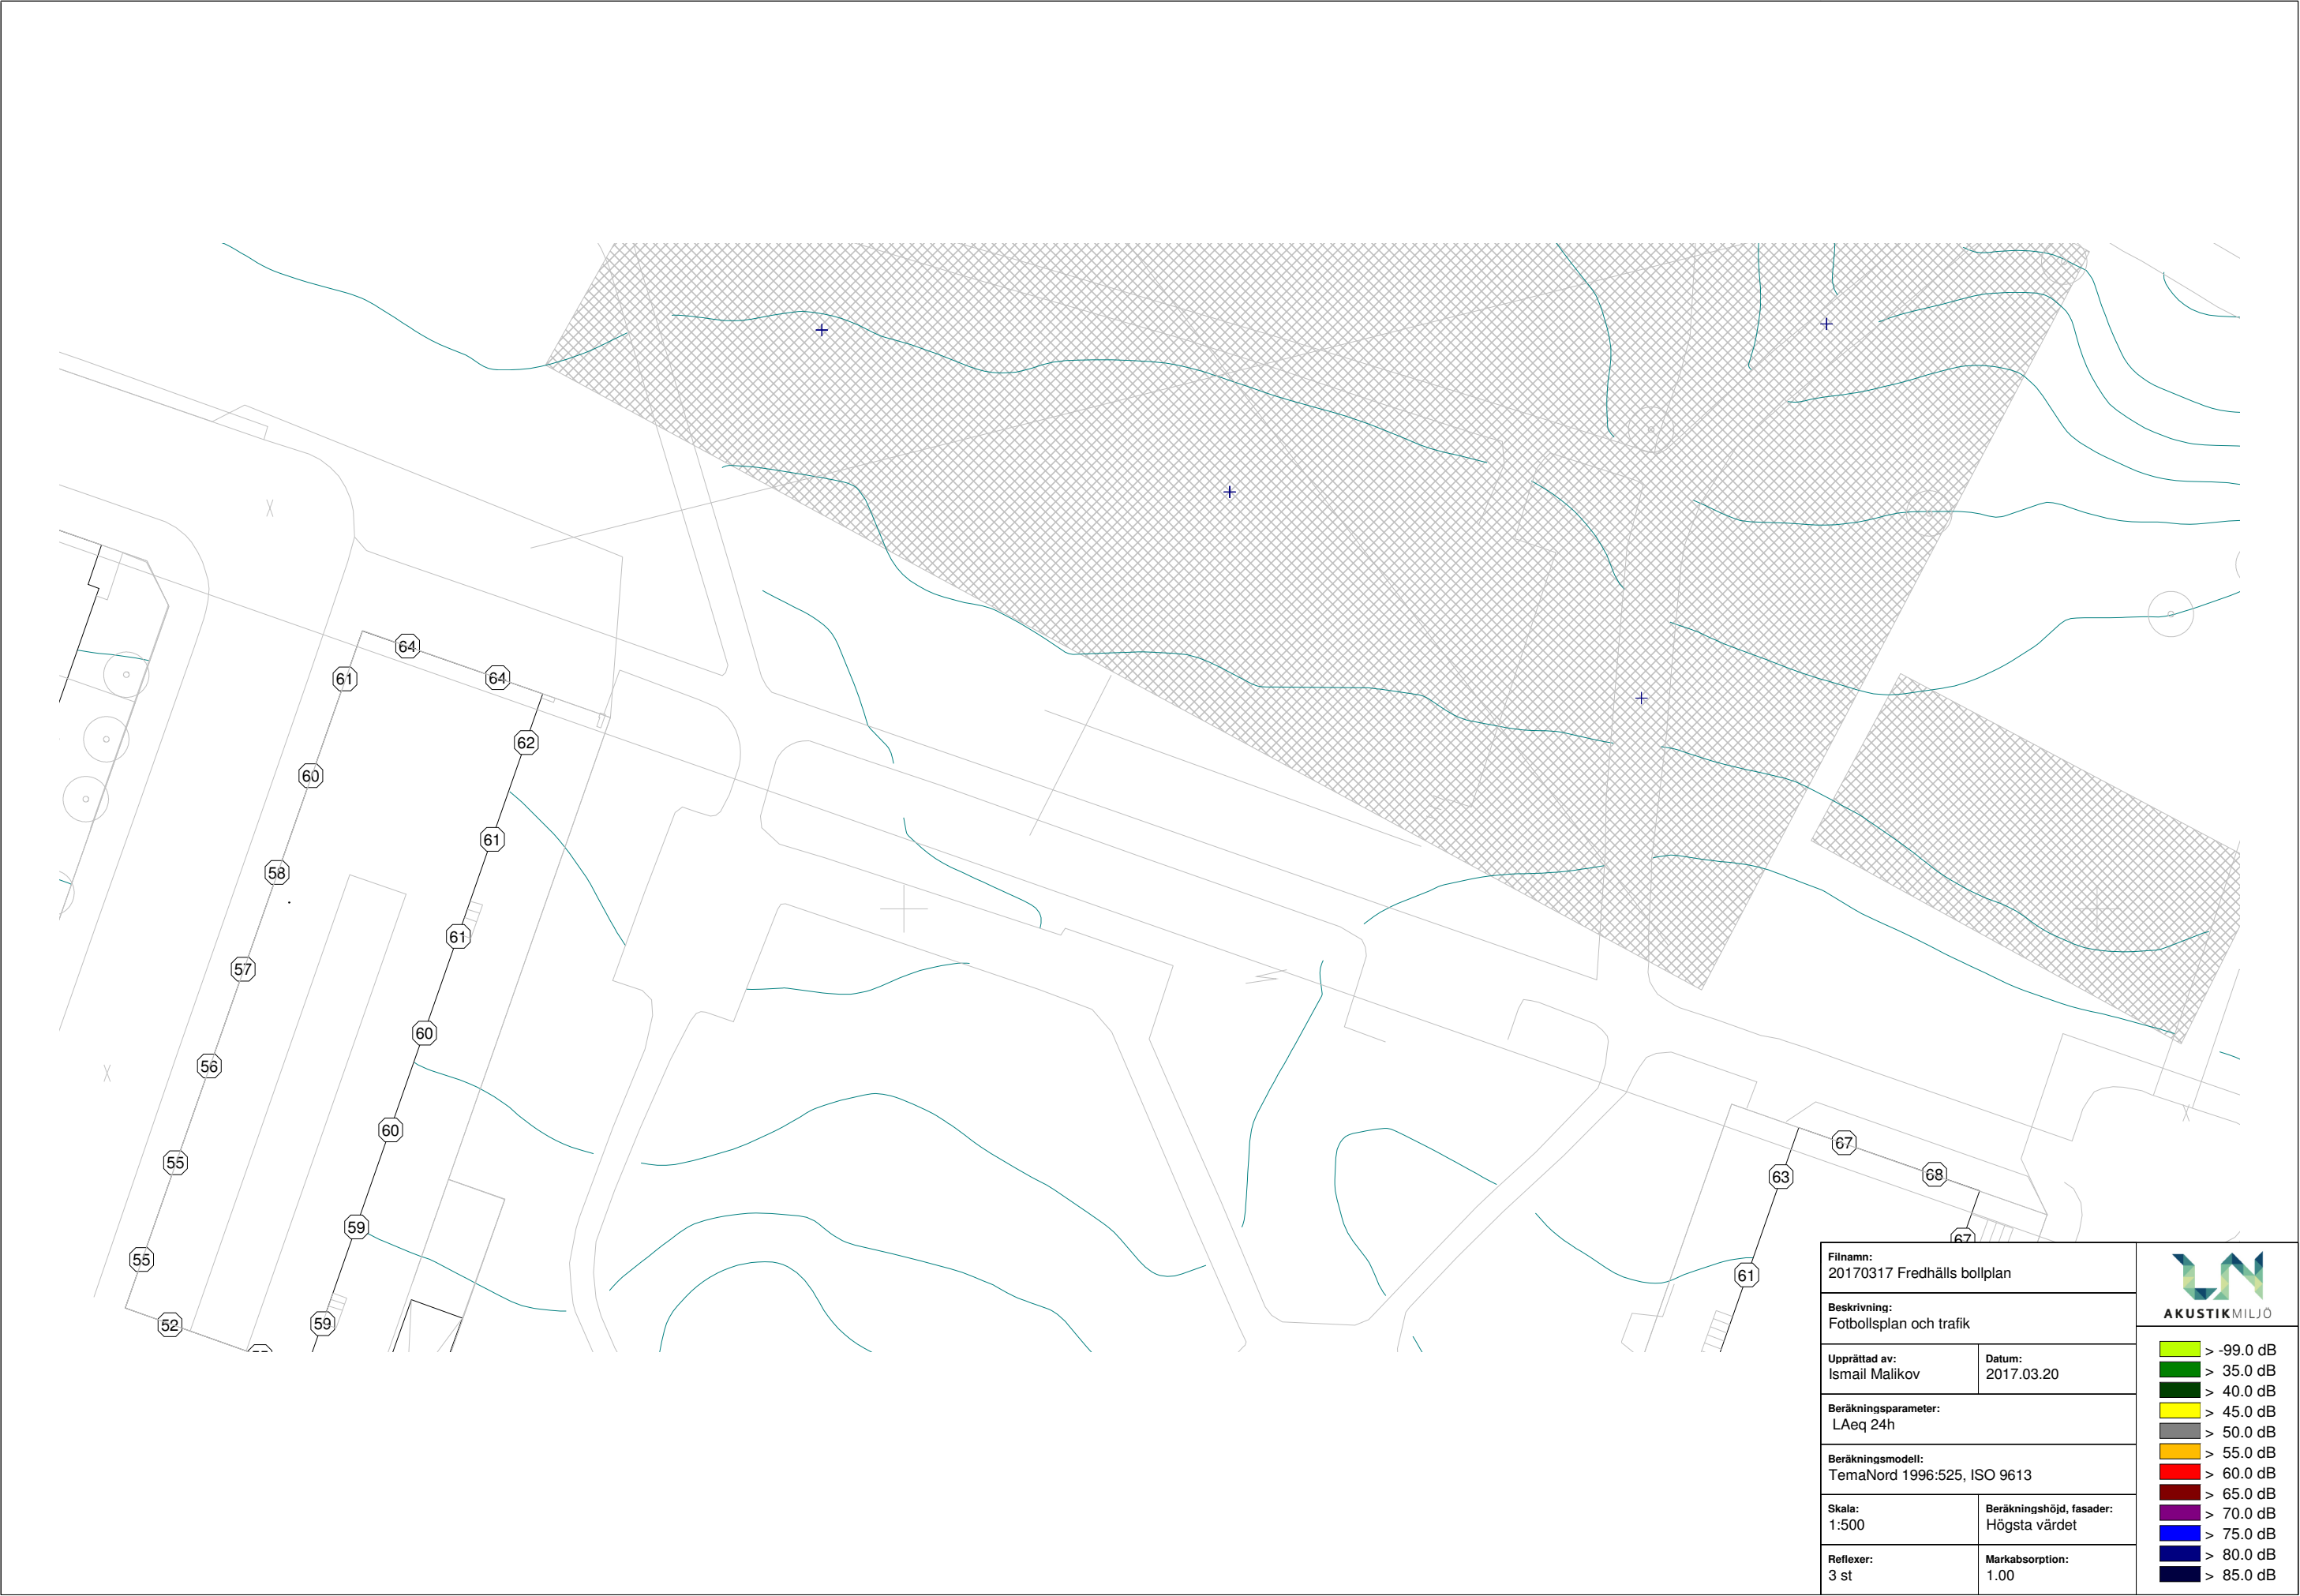 64
64
61
62
60
61
58
61
57
60
56
60
55
59
55
59
52
67
68
63
67
61
Filnamn:
20170317 Fredhälls bollplan
Beskrivning:
Fotbollsplan och trafik
Upprättad av:
Ismail Malikov
Datum:
2017.03.20
Beräkningsparameter:
LAeq 24h
Beräkningsmodell:
TemaNord 1996:525, ISO 9613
Skala:
1:500
Beräkningshöjd, fasader:
Högsta värdet
Reflexer:
3 st
Markabsorption:
1.00
AKUSTIKMILJÖ
> -99.0 dB
> 35.0 dB
> 40.0 dB
> 45.0 dB
> 50.0 dB
> 55.0 dB
> 60.0 dB
> 65.0 dB
> 70.0 dB
> 75.0 dB
> 80.0 dB
> 85.0 dB